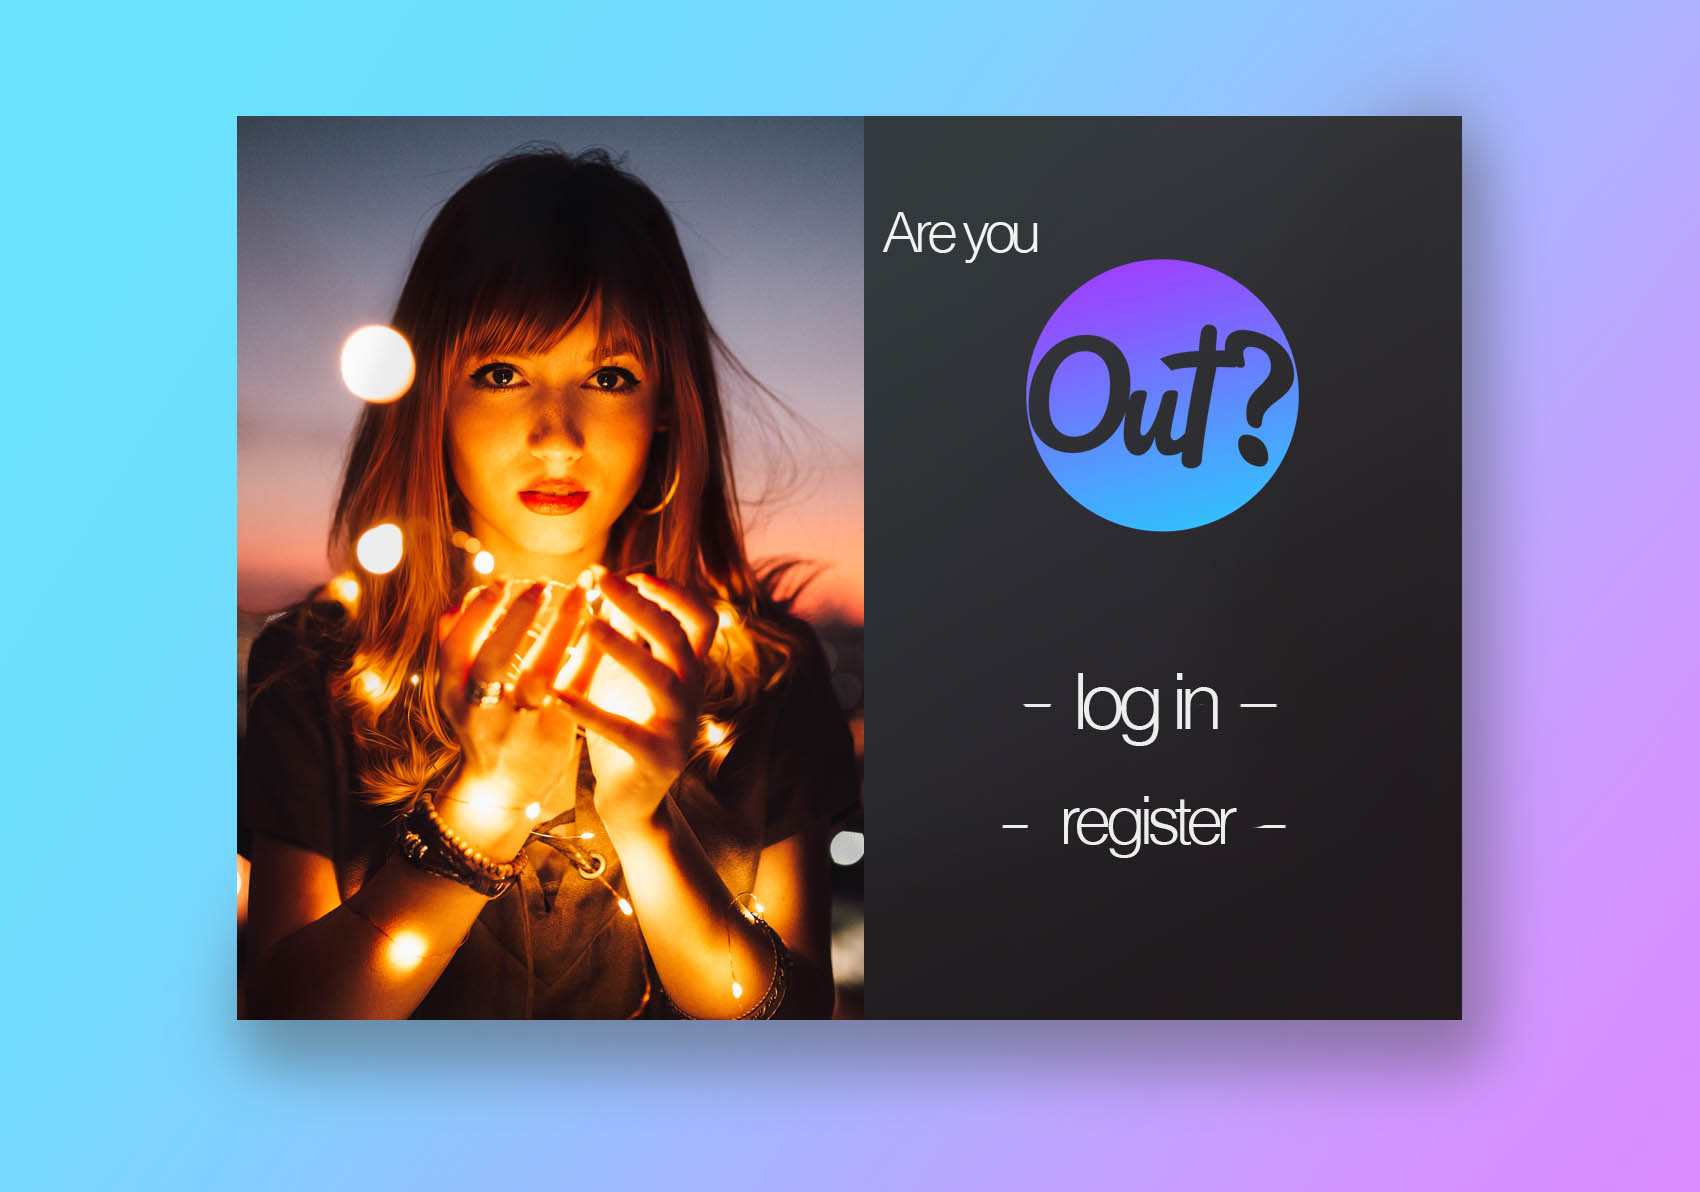 Are you
Out?
- log in -
- register -